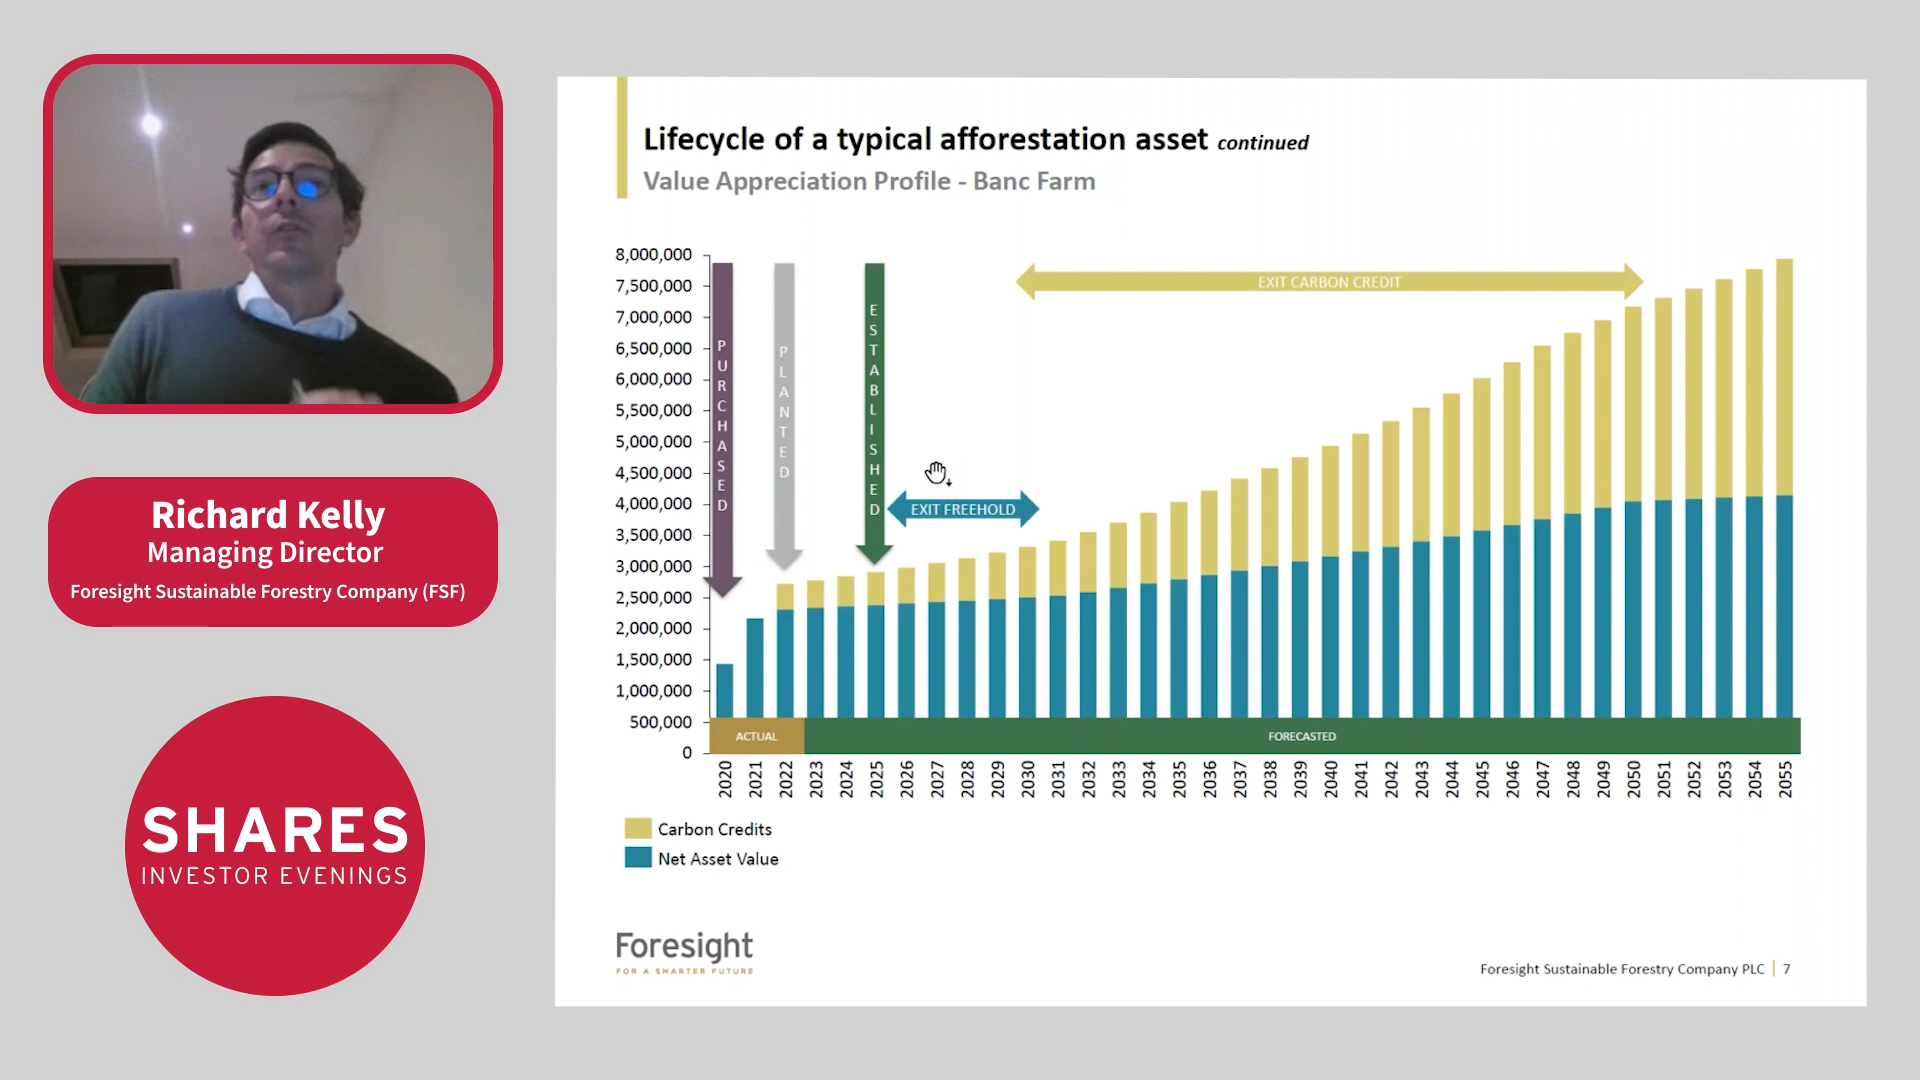 Richard Kelly
Managing Director
Foresight Sustainable Forestry Company (FSF)
SHARES
INVESTOR EVENINGS
Lifecycle of a typical afforestation asset continued
Value Appreciation Profile - Banc Farm
8,000,000
7,500,000
7,000,000
6,500,000
6,000,000
5,500,000
5,000,000
4,500,000
4,000,000
3,500,000
3,000,000
2,500,000
2,000,000
1,500,000
1,000,000
500,000
0
PURCHASED
PLANTED
ESTABLISHED
EXIT FREEHOLD
EXIT CARBON CREDIT
ACTUAL
FORECASTED
2020 2021 2022 2023 2024 2025 2026 2027 2028 2029 2030 2031 2032 2033 2034 2035 2036 2037 2038 2039 2040 2041 2042 2043 2044 2045 2046 2047 2048 2049 2050 2051 2052 2053 2054 2055
Carbon Credits
Net Asset Value
Foresight
FOR A SMARTER FUTURE
Foresight Sustainable Forestry Company PLC | 7